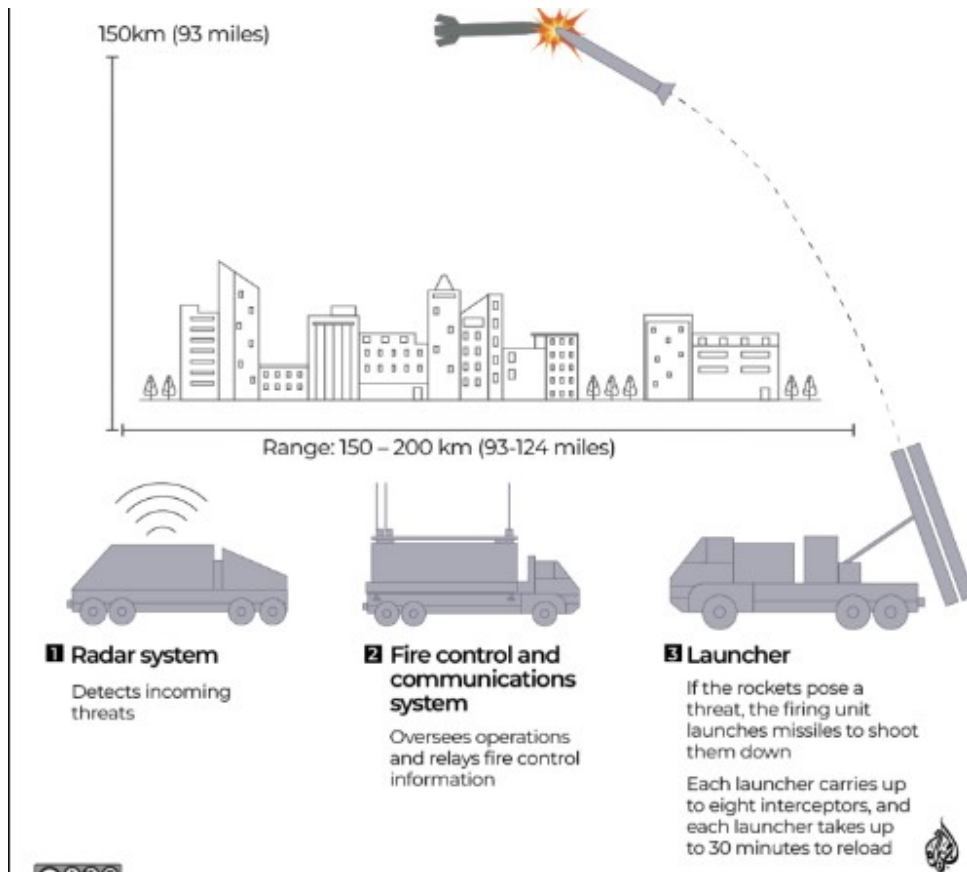 150km (93 miles)
Range: 150 – 200 km (93-124 miles)
1 Radar system
Detects incoming
threats
2 Fire control and
communications
system
Oversees operations
and relays fire control
information
3 Launcher
If the rockets pose a
threat, the firing unit
launches missiles to shoot
them down
Each launcher carries up
to eight interceptors, and
each launcher takes up
to 30 minutes to reload